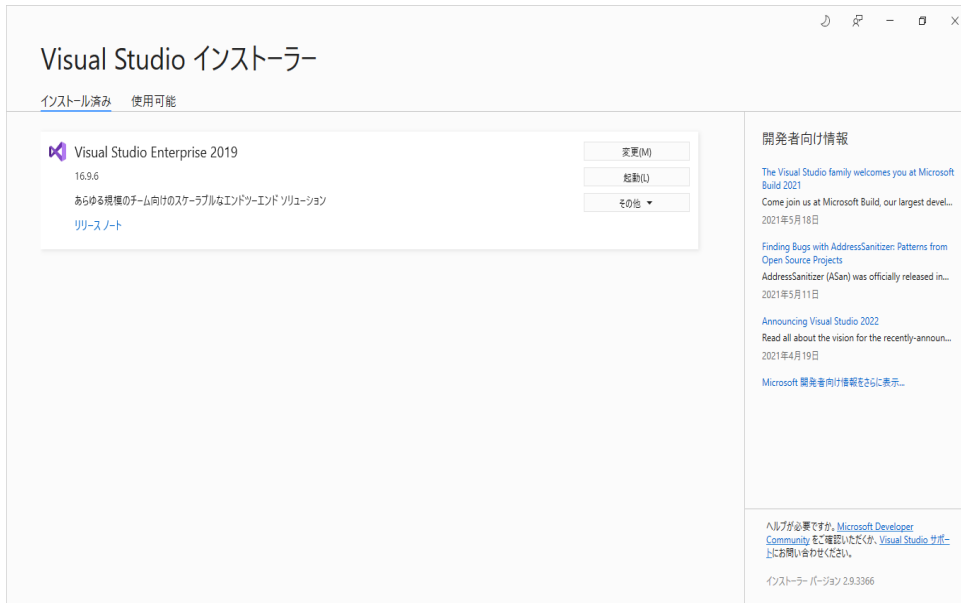 Visual Studio インストーラー
インストール済み 使用可能
Visual Studio Enterprise 2019
16.9.6
あらゆる規模のチーム向けのスケーラブルなエンドツーエンド ソリューション
リリース ノート
変更(M)
起動(L)
その他
開発者向け情報
The Visual Studio family welcomes you at Microsoft
Build 2021
Come join us at Microsoft Build, our largest devel...
2021年5月18日
Finding Bugs with AddressSanitizer: Patterns from
Open Source Projects
AddressSanitizer (ASan) was officially released in...
2021年5月11日
Announcing Visual Studio 2022
Read all about the vision for the recently-announ...
2021年4月19日
Microsoft 開発者向け情報をさらに表示...
ヘルプが必要ですか。Microsoft Developer
Community をご確認いただくか、Visual Studio サポー
トにお問い合わせください。
インストーラー バージョン 2.9.3366